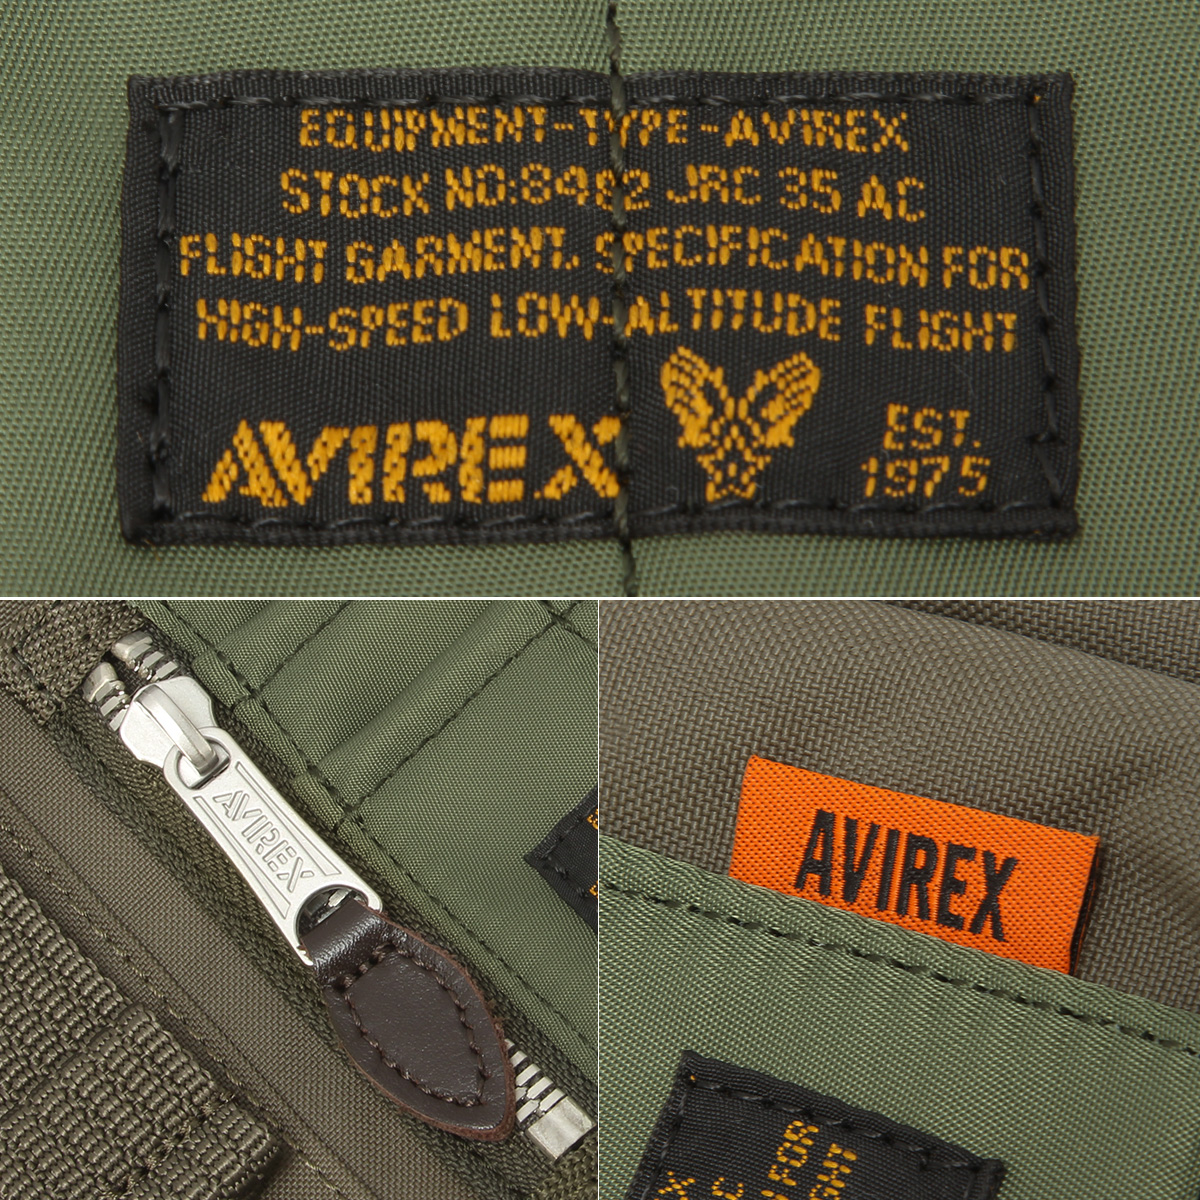 EQUIPMENT-TYPE-AVIREX
STOCK NO:8482 JRC 35 AC
FLIGHT GARMENT, SPECIFICATION FOR
HIGH-SPEED LOW-ALTITUDE FLIGHT
AVIREX
EST.
1975
AVIREX
AVIREX
FOR